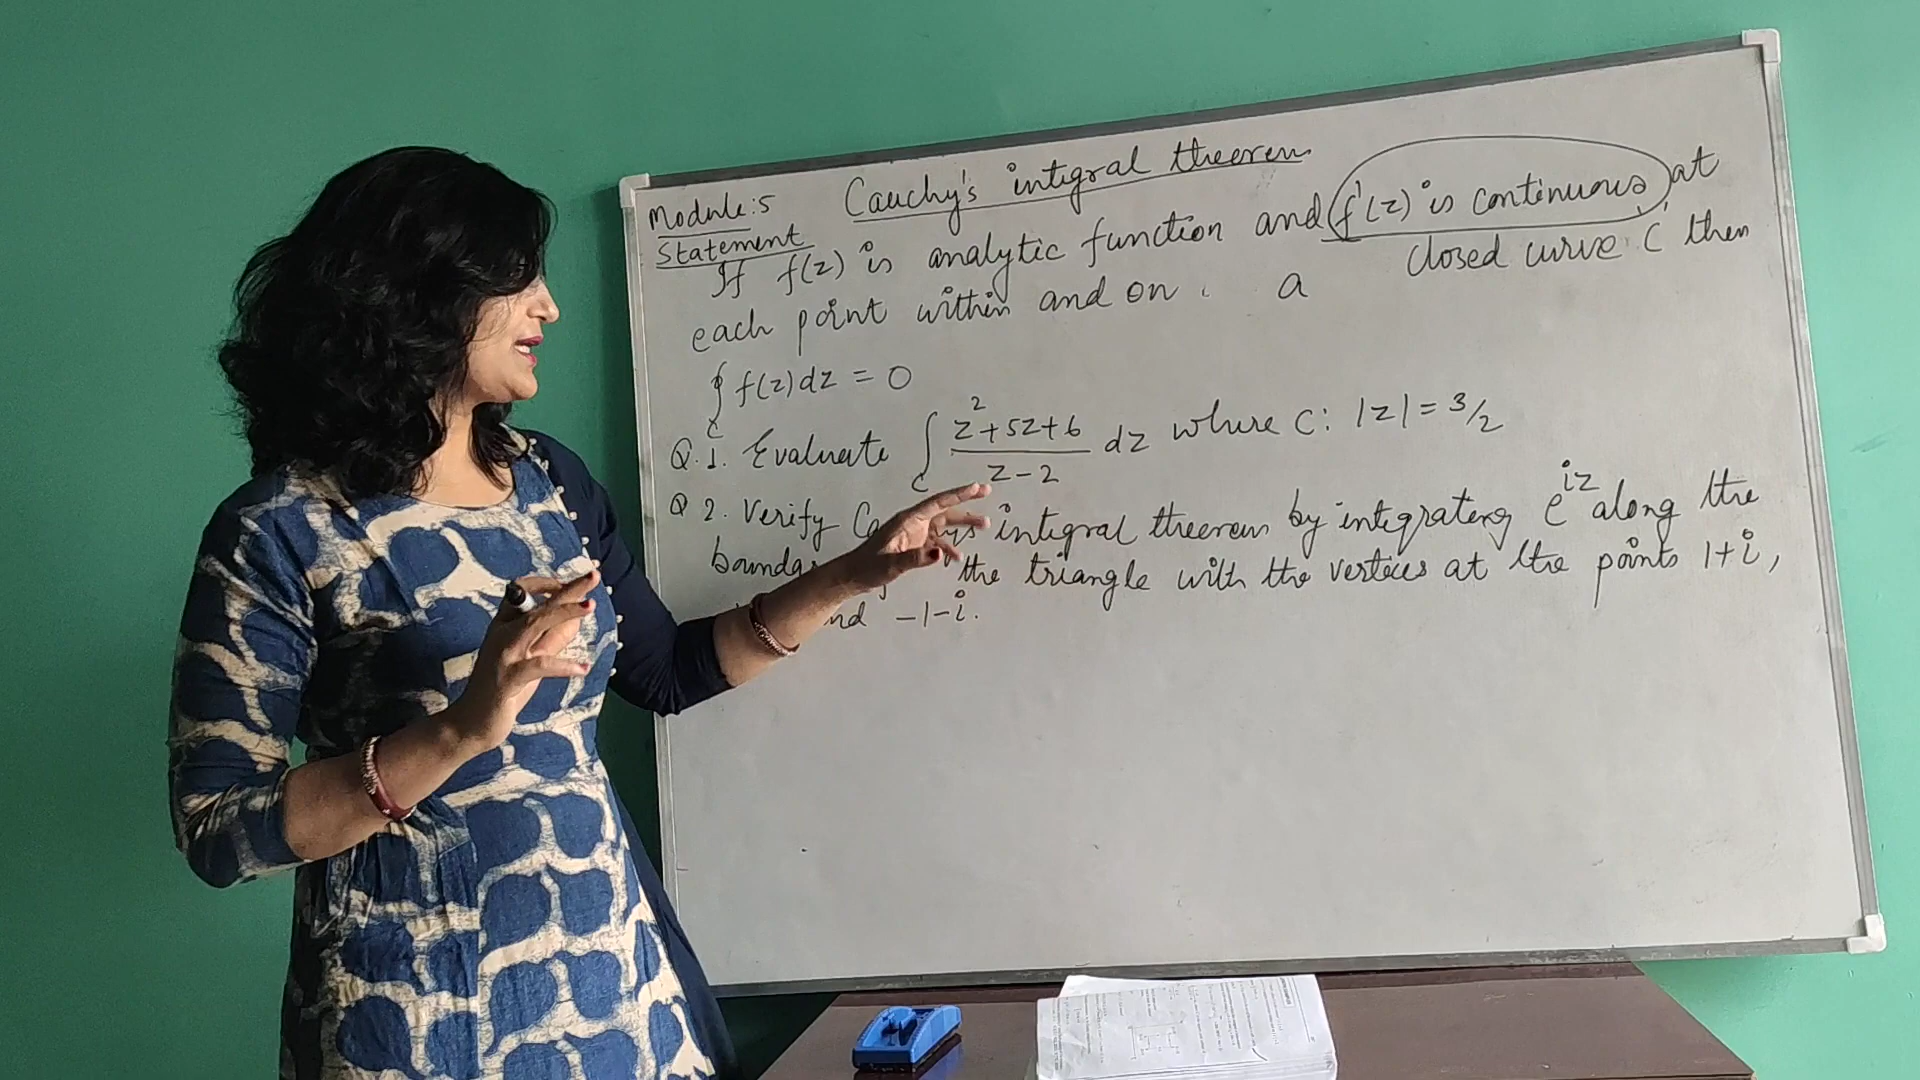 Module:5 Cauchy's integral theorem
Statement
If f(z) is analytic function and f'(z) is continuous at
each point within and on a closed curve C then
∮_C f(z)dz = 0
Q.1. Evaluate ∫_C (z²+5z+6)/(z-2) dz where C: |z| = 3/2
Q 2. Verify integral theorem by integrating e^{iz} along the
the triangle with the vertices at the points 1+i,
-1-i.